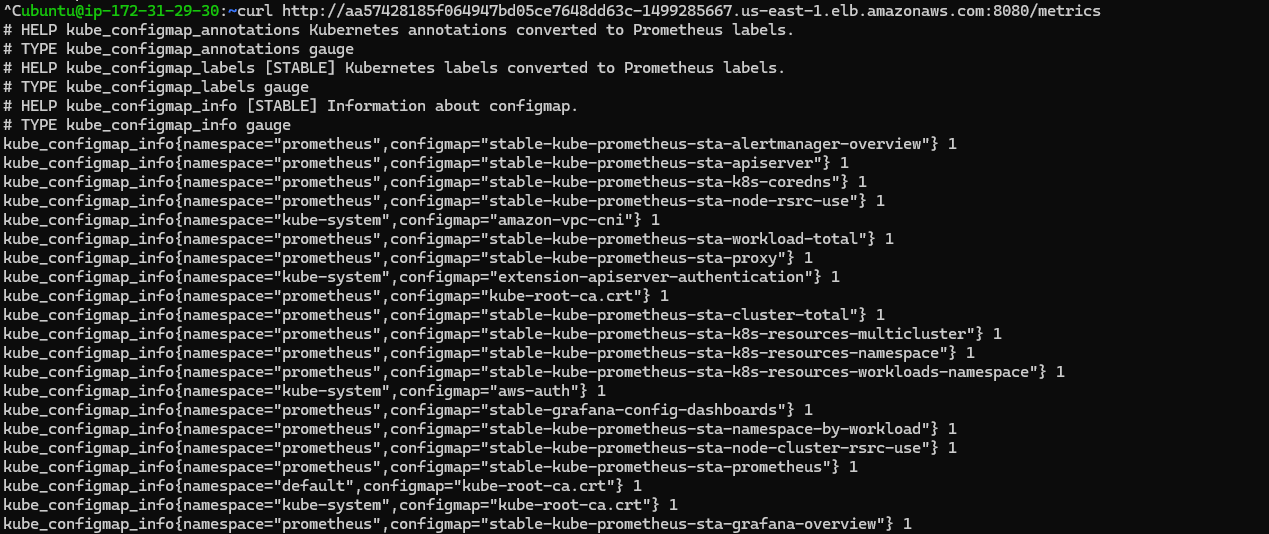 ^Cubuntu@ip-172-31-29-30:~curl http://aa57428185f064947bd05ce7648dd63c-1499285667.us-east-1.elb.amazonaws.com:8080/metrics
# HELP kube_configmap_annotations Kubernetes annotations converted to Prometheus labels.
# TYPE kube_configmap_annotations gauge
# HELP kube_configmap_labels [STABLE] Kubernetes labels converted to Prometheus labels.
# TYPE kube_configmap_labels gauge
# HELP kube_configmap_info [STABLE] Information about configmap.
# TYPE kube_configmap_info gauge
kube_configmap_info{namespace="prometheus",configmap="stable-kube-prometheus-sta-alertmanager-overview"} 1
kube_configmap_info{namespace="prometheus",configmap="stable-kube-prometheus-sta-apiserver"} 1
kube_configmap_info{namespace="prometheus",configmap="stable-kube-prometheus-sta-k8s-coredns"} 1
kube_configmap_info{namespace="prometheus",configmap="stable-kube-prometheus-sta-node-rsrc-use"} 1
kube_configmap_info{namespace="kube-system",configmap="amazon-vpc-cni"} 1
kube_configmap_info{namespace="prometheus",configmap="stable-kube-prometheus-sta-workload-total"} 1
kube_configmap_info{namespace="prometheus",configmap="stable-kube-prometheus-sta-proxy"} 1
kube_configmap_info{namespace="kube-system",configmap="extension-apiserver-authentication"} 1
kube_configmap_info{namespace="prometheus",configmap="kube-root-ca.crt"} 1
kube_configmap_info{namespace="prometheus",configmap="stable-kube-prometheus-sta-cluster-total"} 1
kube_configmap_info{namespace="prometheus",configmap="stable-kube-prometheus-sta-k8s-resources-multicluster"} 1
kube_configmap_info{namespace="prometheus",configmap="stable-kube-prometheus-sta-k8s-resources-namespace"} 1
kube_configmap_info{namespace="prometheus",configmap="stable-kube-prometheus-sta-k8s-resources-workloads-namespace"} 1
kube_configmap_info{namespace="kube-system",configmap="aws-auth"} 1
kube_configmap_info{namespace="prometheus",configmap="stable-grafana-config-dashboards"} 1
kube_configmap_info{namespace="prometheus",configmap="stable-kube-prometheus-sta-namespace-by-workload"} 1
kube_configmap_info{namespace="prometheus",configmap="stable-kube-prometheus-sta-node-cluster-rsrc-use"} 1
kube_configmap_info{namespace="prometheus",configmap="stable-kube-prometheus-sta-prometheus"} 1
kube_configmap_info{namespace="default",configmap="kube-root-ca.crt"} 1
kube_configmap_info{namespace="kube-system",configmap="kube-root-ca.crt"} 1
kube_configmap_info{namespace="prometheus",configmap="stable-kube-prometheus-sta-grafana-overview"} 1